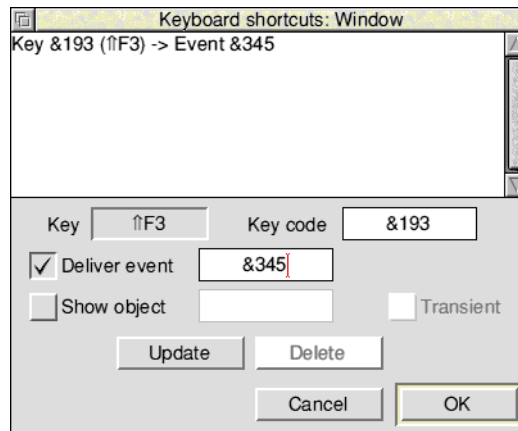 Keyboard shortcuts: Window
Key &193 (⇑F3) -> Event &345
Key ⇑F3 Key code &193
Deliver event &345
Show object Transient
Update Delete
Cancel OK